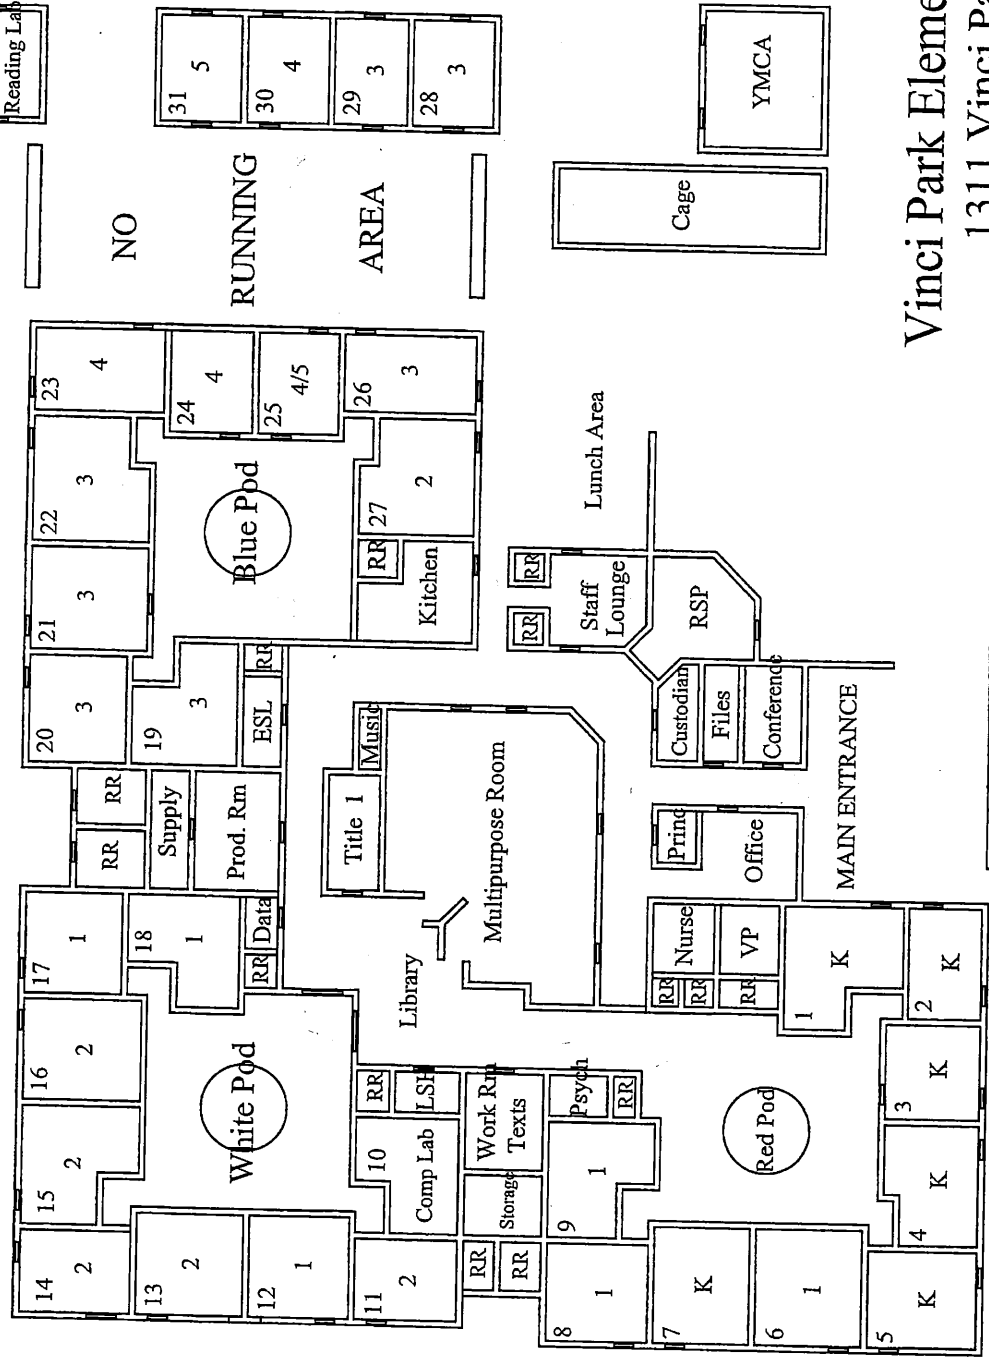 14
2
15
2
16
2
17
1
RR
RR
20
3
21
3
22
3
23
4
Reading Lab
NO
13
2
18
1
Supply
19
3
24
4
31
5
12
1
White Pod
RR
Data
Prod. Rm
ESL
RR
Blue Pod
25
4/5
RUNNING
30
4
11
2
10
Comp Lab
RR
LSH
Library
Title 1
Music
RR
Kitchen
27
2
26
3
AREA
29
3
28
3
RR
RR
Storage
Work Rm
Texts
Multipurpose Room
RR
RR
8
1
9
1
Psych
RR
Staff
Lounge
Lunch Area
7
K
RR
RR
RR
Nurse
VP
Princ
Office
Custodian
Files
Conference
RSP
Cage
YMCA
6
1
Red Pod
1
K
MAIN ENTRANCE
5
K
4
K
3
K
2
K
Vinci Park Eleme
1311 Vinci Pa